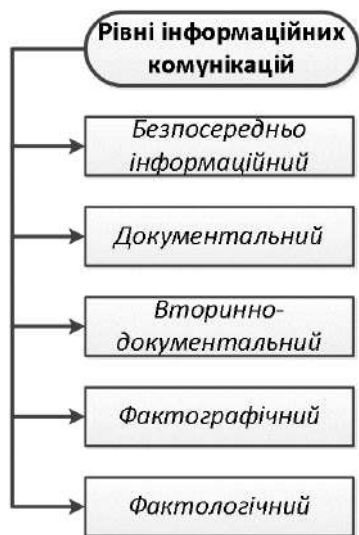 Рівні інформаційних
комунікацій
Безпосередньо
інформаційний
Документальний
Вторинно-
документальний
Фактографічний
Фактологічний